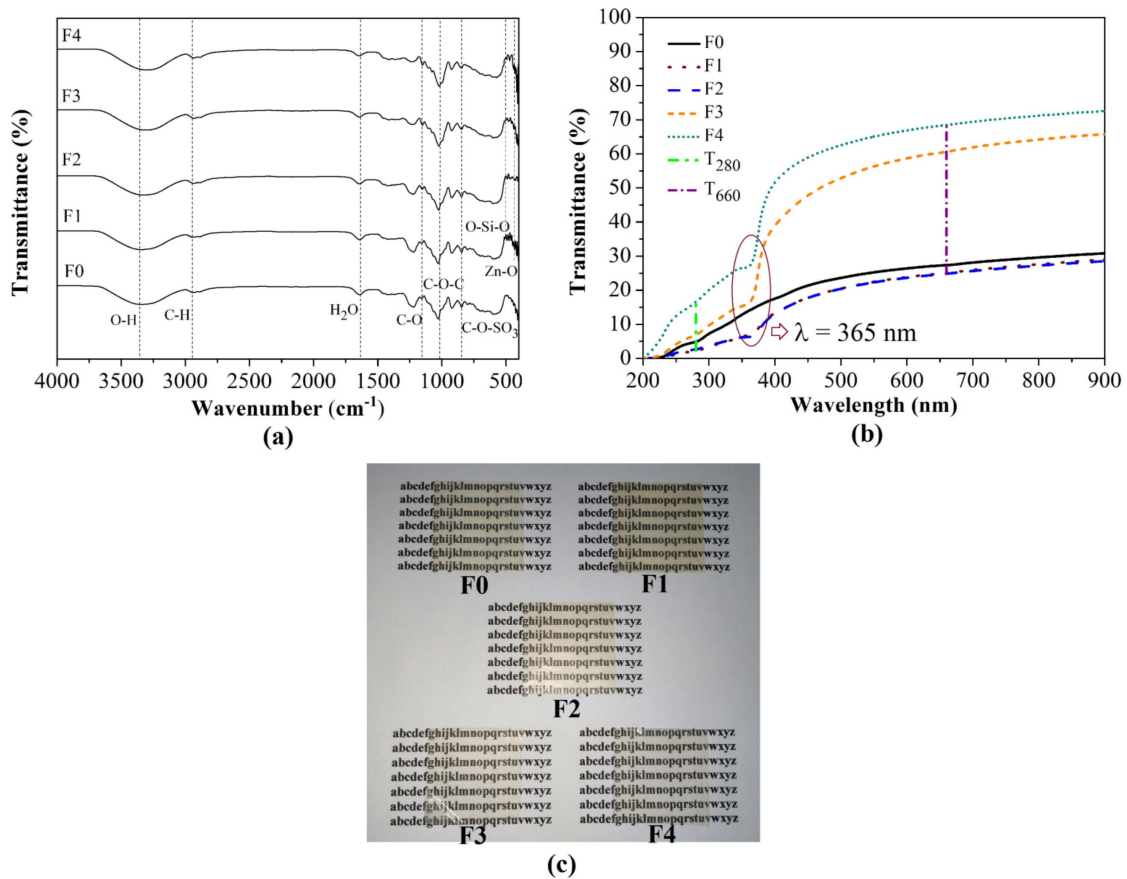 F4
F3
F2
F1
F0
O-H
C-H
H2O
C-O
C-O-C
O-Si-O
Zn-O
C-O-SO3
Transmittance (%)
4000 3500 3000 2500 2000 1500 1000 500
Wavenumber (cm-1)
(a)
100
90
80
70
60
50
40
30
20
10
0
F0
F1
F2
F3
F4
T280
T660
λ = 365 nm
Transmittance (%)
200 300 400 500 600 700 800 900
Wavelength (nm)
(b)
abcdefghijklmnopqrstuvwxyz
abcdefghijklmnopqrstuvwxyz
abcdefghijklmnopqrstuvwxyz
abcdefghijklmnopqrstuvwxyz
abcdefghijklmnopqrstuvwxyz
abcdefghijklmnopqrstuvwxyz
abcdefghijklmnopqrstuvwxyz
F0
abcdefghijklmnopqrstuvwxyz
abcdefghijklmnopqrstuvwxyz
abcdefghijklmnopqrstuvwxyz
abcdefghijklmnopqrstuvwxyz
abcdefghijklmnopqrstuvwxyz
abcdefghijklmnopqrstuvwxyz
abcdefghijklmnopqrstuvwxyz
F1
abcdefghijklmnopqrstuvwxyz
abcdefghijklmnopqrstuvwxyz
abcdefghijklmnopqrstuvwxyz
abcdefghijklmnopqrstuvwxyz
abcdefghijklmnopqrstuvwxyz
abcdefghijklmnopqrstuvwxyz
abcdefghijklmnopqrstuvwxyz
F2
abcdefghijklmnopqrstuvwxyz
abcdefghijklmnopqrstuvwxyz
abcdefghijklmnopqrstuvwxyz
abcdefghijklmnopqrstuvwxyz
abcdefghijklmnopqrstuvwxyz
abcdefghijklmnopqrstuvwxyz
abcdefghijklmnopqrstuvwxyz
F3
abcdefghijklmnopqrstuvwxyz
abcdefghijklmnopqrstuvwxyz
abcdefghijklmnopqrstuvwxyz
abcdefghijklmnopqrstuvwxyz
abcdefghijklmnopqrstuvwxyz
abcdefghijklmnopqrstuvwxyz
abcdefghijklmnopqrstuvwxyz
F4
(c)